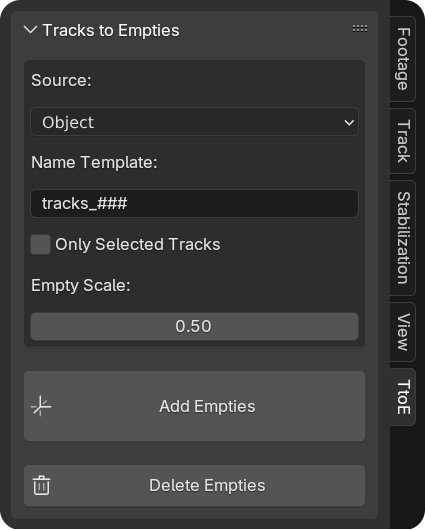 Tracks to Empties
Source:
Object
Name Template:
tracks_###
Only Selected Tracks
Empty Scale:
0.50
Add Empties
Delete Empties
Footage
Track
Stabilization
View
TtoE